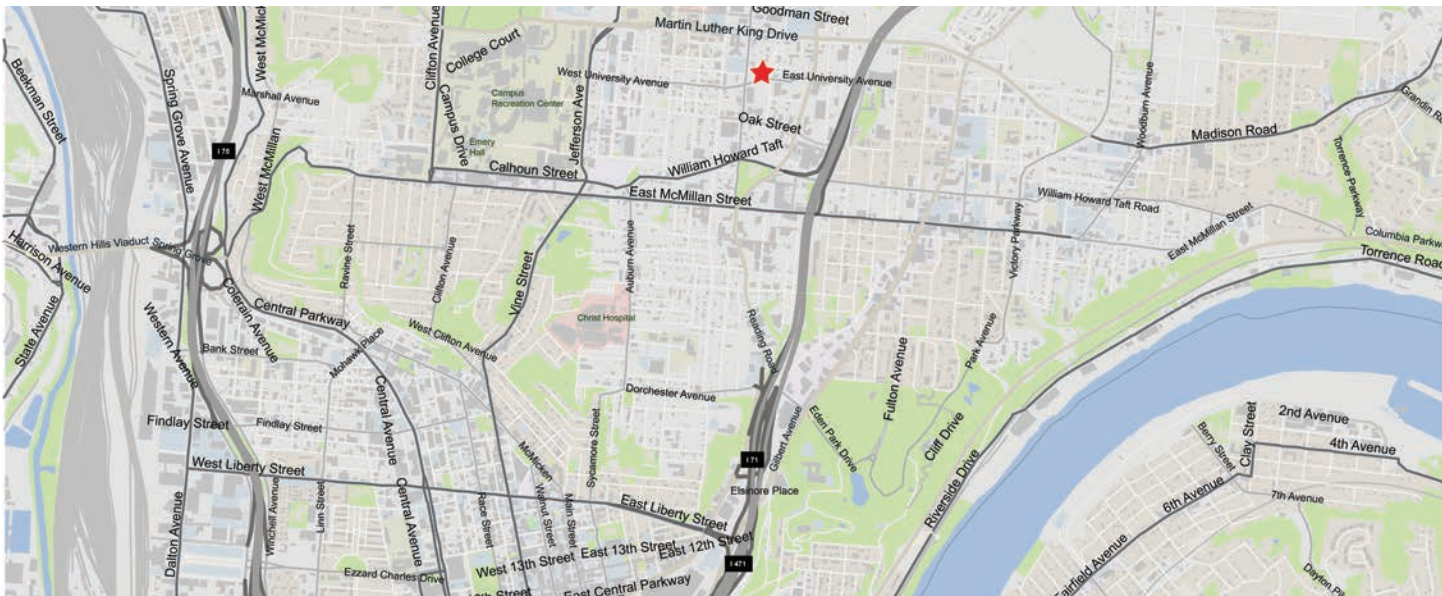 Goodman Street
Martin Luther King Drive
West McMick
Clifton Avenue
College Court
Beekman Street
Spring Grove Avenue
Marshall Avenue
Campus
Recreation Center
Campus Drive
Emery
Hall
Jefferson Ave
West University Avenue
East University Avenue
Oak Street
Woodburn Avenue
Grandin R
Madison Road
Torrence Parkway
I 75
West McMillan
Calhoun Street
William Howard Taft
East McMillan Street
William Howard Taft Road
East McMillan Street
Victory Parkway
Columbia Parkw
Torrence Road
Harrison Avenue
Western Hills Viaduct
Spring Grove
State Avenue
Western Avenue
Colerain Avenue
Central Parkway
Ravine Street
Clifton Avenue
Vine Street
Auburn Avenue
Christ Hospital
West Clifton Avenue
Mohawk Place
Bank Street
Reading Road
Park Avenue
Fulton Avenue
Cliff Drive
Dorchester Avenue
Central Avenue
Findlay Street
Findlay Street
Gilbert Avenue
Eden Park Drive
Sycamore Street
McMicken
I 71
Elsinore Place
Riverside Drive
2nd Avenue
4th Avenue
Clay Street
Berry Street
6th Avenue
7th Avenue
West Liberty Street
East Liberty Street
Dalton Avenue
Winchell Avenue
Linn Street
Central Avenue
Race Street
Walnut Street
Main Street
West 13th Street
East 13th Street
East 12th Street
I 471
Ezzard Charles Drive
East Central Parkway
Fairfield Avenue